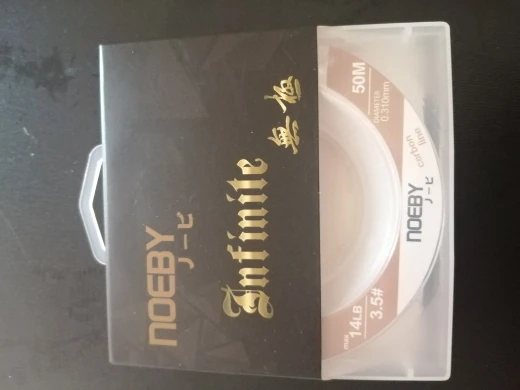 NOEBY
ノービ
Infinite
無極
50M
DIAMETER
0.310mm
carbon
line
NOEBY
ノービ
max
14LB
3.5#